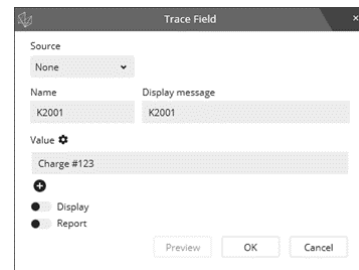 Trace Field
Source
None
Name Display message
K2001 K2001
Value
Charge #123
Display
Report
Preview OK Cancel